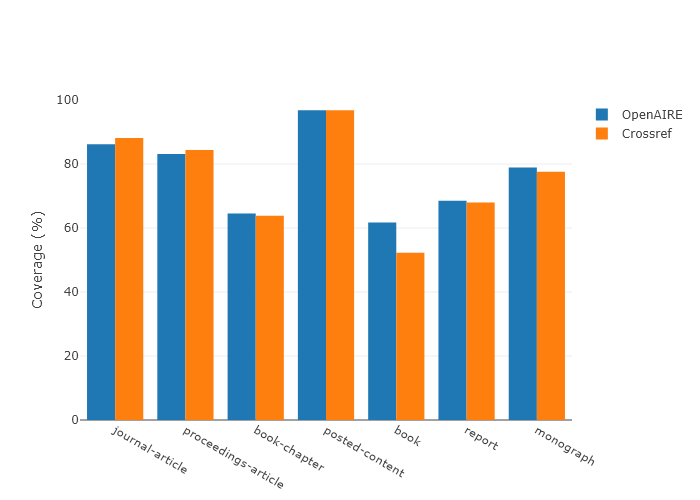 100
80
60
40
20
0
Coverage (%)
journal-article
proceedings-article
book-chapter
posted-content
book
report
monograph
OpenAIRE
Crossref